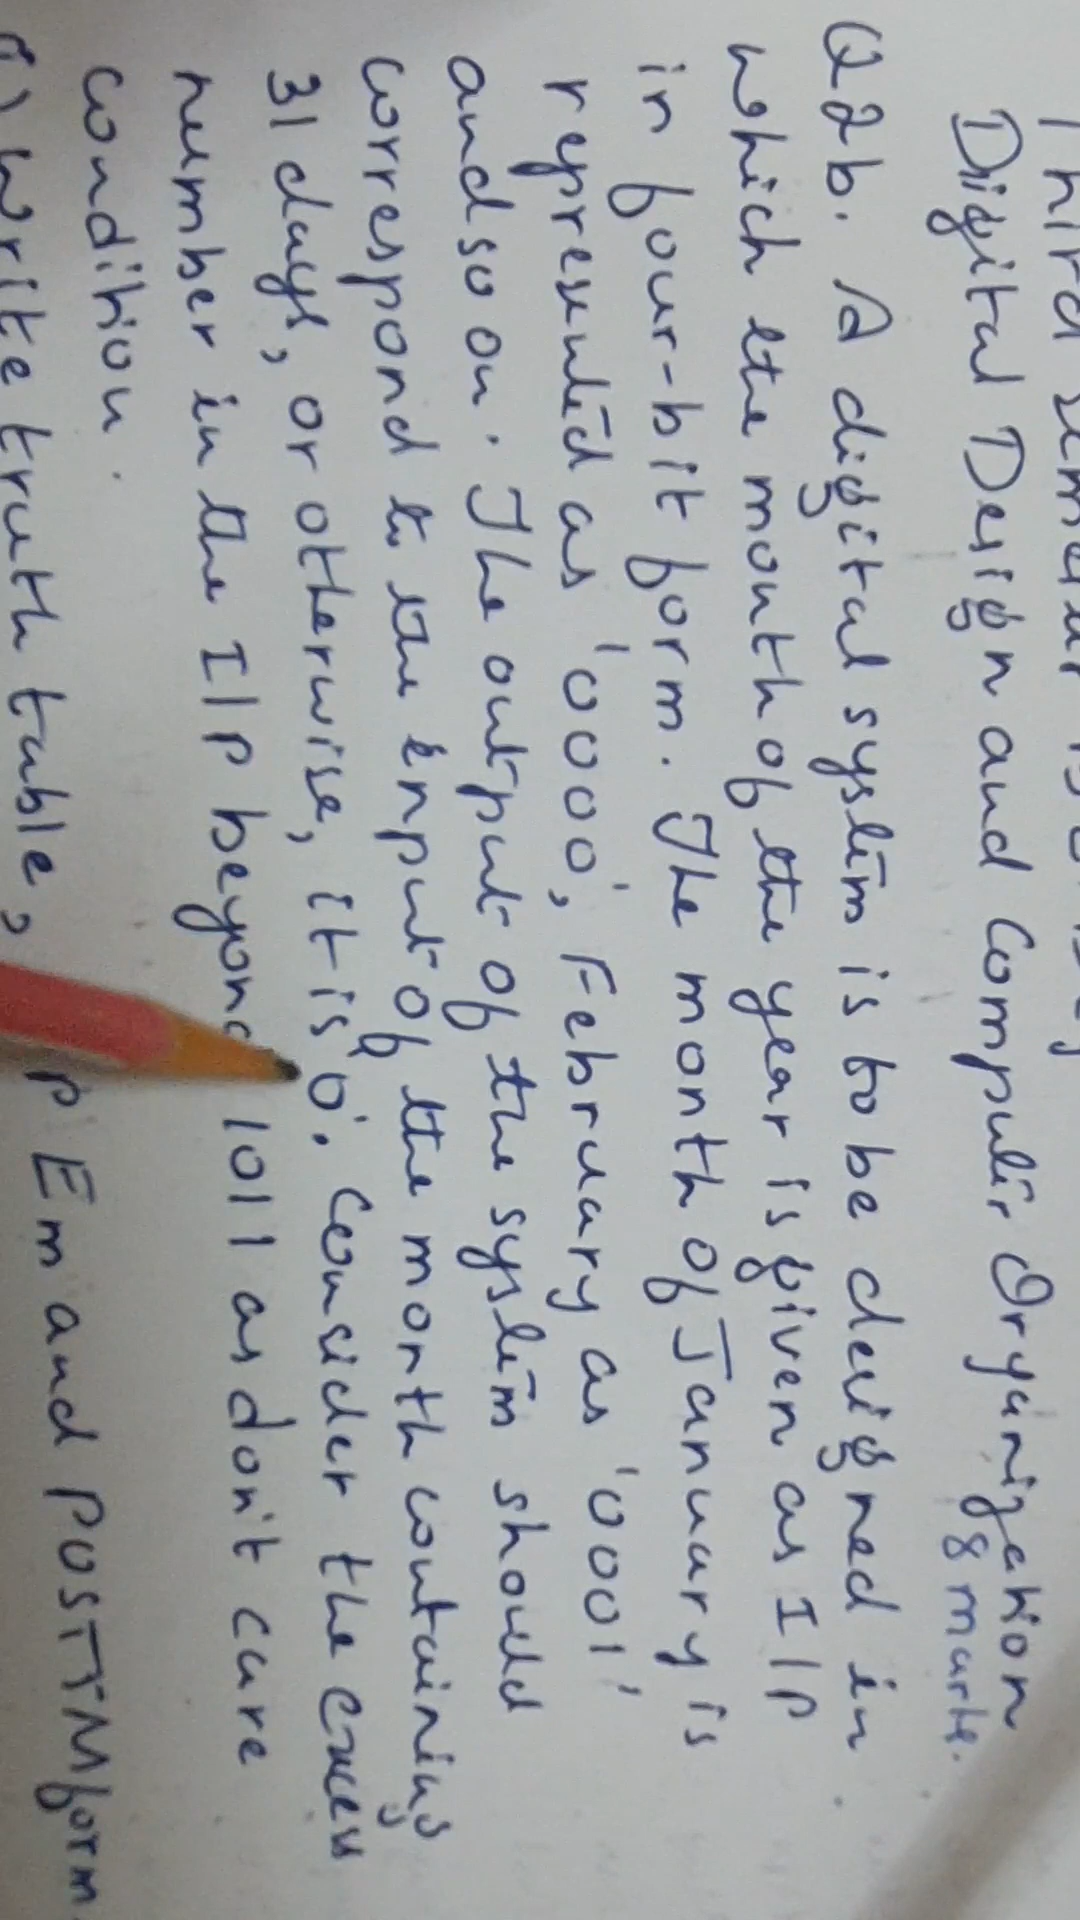 Third
Digital Design and Computer Organization
8 marks.
Q2b. A digital system is to be designed in
which the month of the year is given as I/P
in four-bit form. The month of January is
represented as '0000', February as '0001'
and so on. The output of the system should
correspond to the input of the month containing
31 days, or otherwise, it is '0'. Consider the excess
number in the I/P beyond 1011 as don't care
condition.
i) Write truth table, Em and POSTTM form.